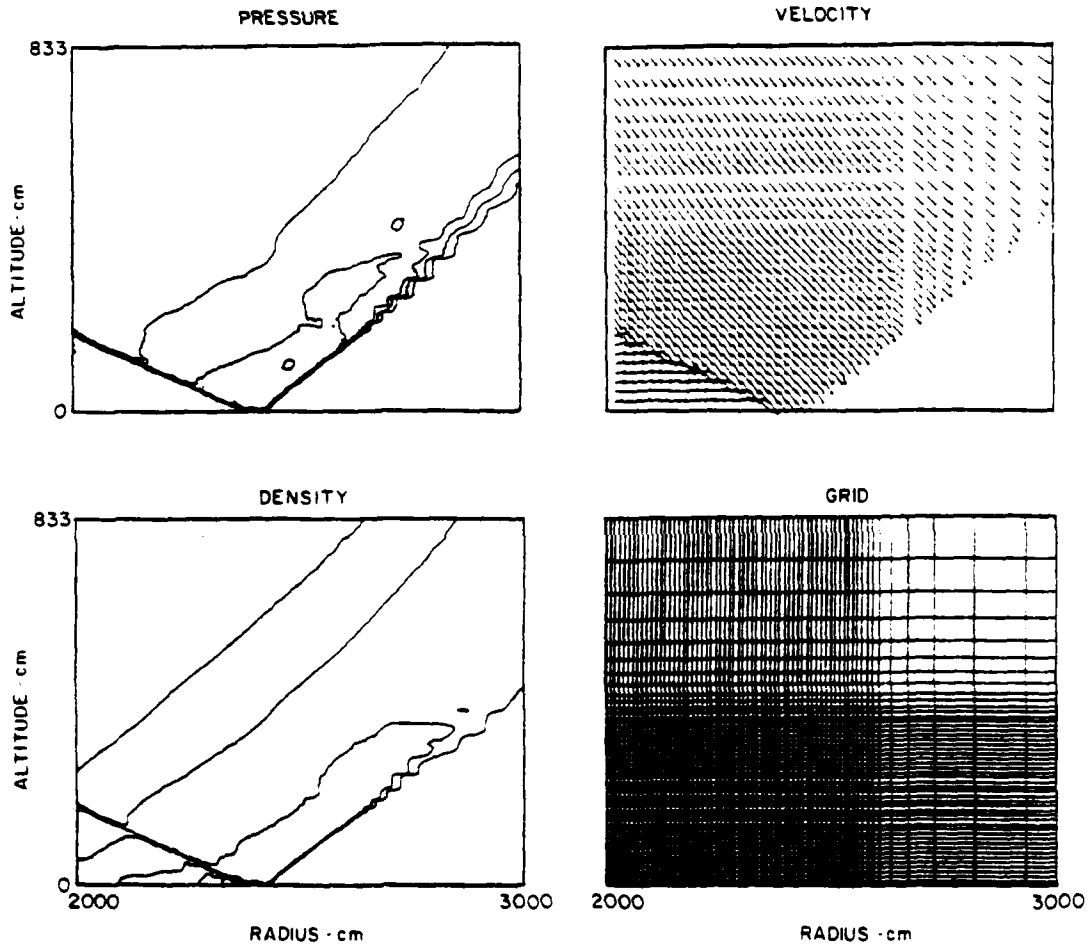 PRESSURE
VELOCITY
833
ALTITUDE - cm
0
DENSITY
GRID
833
ALTITUDE - cm
0
2000
3000
2000
3000
RADIUS - cm
RADIUS - cm